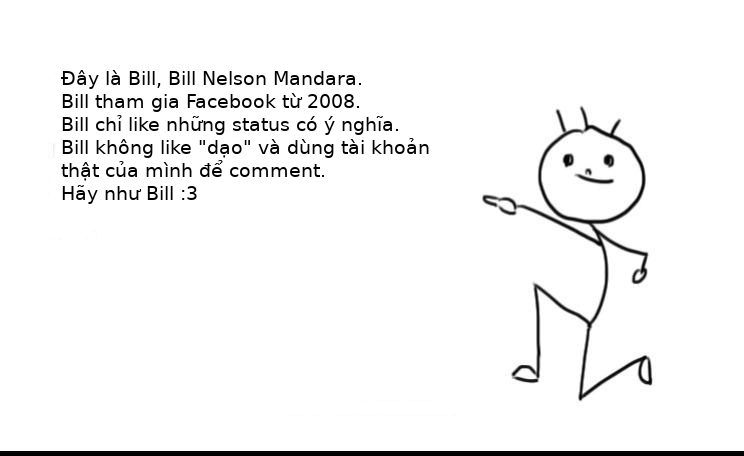 Đây là Bill, Bill Nelson Mandara.
Bill tham gia Facebook từ 2008.
Bill chỉ like những status có ý nghĩa.
Bill không like "dạo" và dùng tài khoản
thật của mình để comment.
Hãy như Bill :3